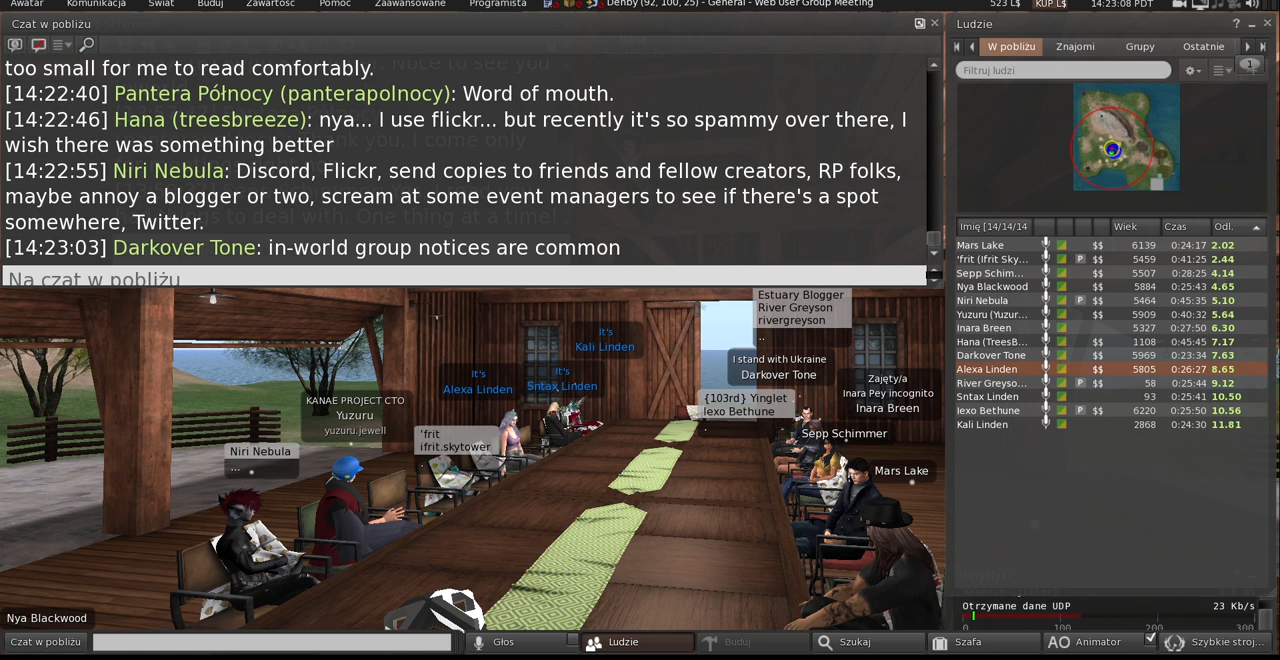 Awatar Komunikacja Świat Buduj Zawartość Pomoc Zaawansowane Programista Denby (92, 100, 25) - General - Web User Group Meeting 523 L$ KUP L$ 14:23:08 PDT
Czat w pobliżu
too small for me to read comfortably.
[14:22:40] Pantera Północy (panterapolnocy): Word of mouth.
[14:22:46] Hana (treesbreeze): nya... I use flickr... but recently it's so spammy over there, I
wish there was something better
[14:22:55] Niri Nebula: Discord, Flickr, send copies to friends and fellow creators, RP folks,
maybe annoy a blogger or two, scream at some event managers to see if there's a spot
somewhere, Twitter.
[14:23:03] Darkover Tone: in-world group notices are common
Na czat w pobliżu
Estuary Blogger
River Greyson
rivergreyson
..
It's
Kali Linden
It's
Alexa Linden
It's
Sntax Linden
I stand with Ukraine
Darkover Tone
Zajęty/a
Inara Pey incognito
Inara Breen
{103rd} Yinglet
Iexo Bethune
KANAE PROJECT CTO
Yuzuru
yuzuru.jewell
'frit
ifrit.skytower
Niri Nebula
...
Sepp Schimmer
Mars Lake
Nya Blackwood
Ludzie
? _ ×
W pobliżu Znajomi Grupy Ostatnie
Filtruj ludzi
1
Imię [14/14/14 Wiek Czas Odl.
Mars Lake $$ 6139 0:24:17 2.02
'frit (Ifrit Sky... P $$ 5459 0:41:25 2.44
Sepp Schim... $$ 5507 0:28:25 4.14
Nya Blackwood $$ 5884 0:25:43 4.65
Niri Nebula P $$ 5464 0:45:35 5.10
Yuzuru (Yuzur... $$ 5909 0:40:32 5.64
Inara Breen 5327 0:27:50 6.30
Hana (TreesB... $$ 1108 0:45:45 7.17
Darkover Tone $$ 5969 0:23:34 7.63
Alexa Linden $$ 5805 0:26:27 8.65
River Greyso... P $$ 58 0:25:44 9.12
Sntax Linden 93 0:25:41 10.50
Iexo Bethune P $$ 6220 0:25:50 10.56
Kali Linden 2868 0:24:30 11.81
Otrzymane dane UDP 23 Kb/s
0 100 200 300
Czat w pobliżu Głos Ludzie Buduj Szukaj Szafa AO Animator Szybkie stroj...